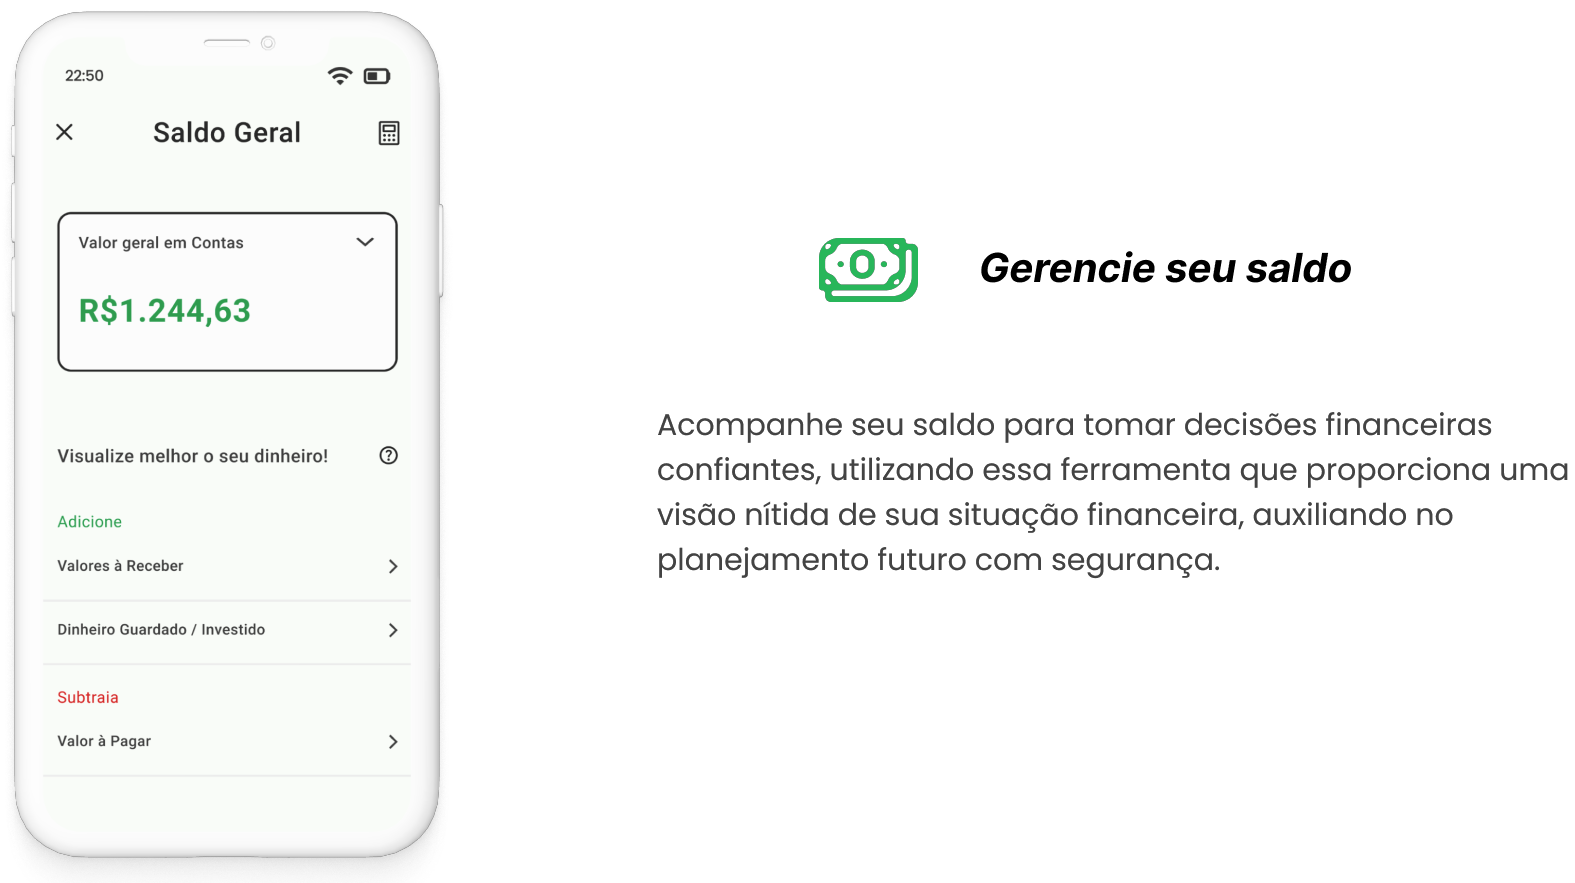 22:50
Saldo Geral
Valor geral em Contas
R$1.244,63
Visualize melhor o seu dinheiro!
Adicione
Valores à Receber
Dinheiro Guardado / Investido
Subtraia
Valor à Pagar
Gerencie seu saldo
Acompanhe seu saldo para tomar decisões financeiras
confiantes, utilizando essa ferramenta que proporciona uma
visão nítida de sua situação financeira, auxiliando no
planejamento futuro com segurança.